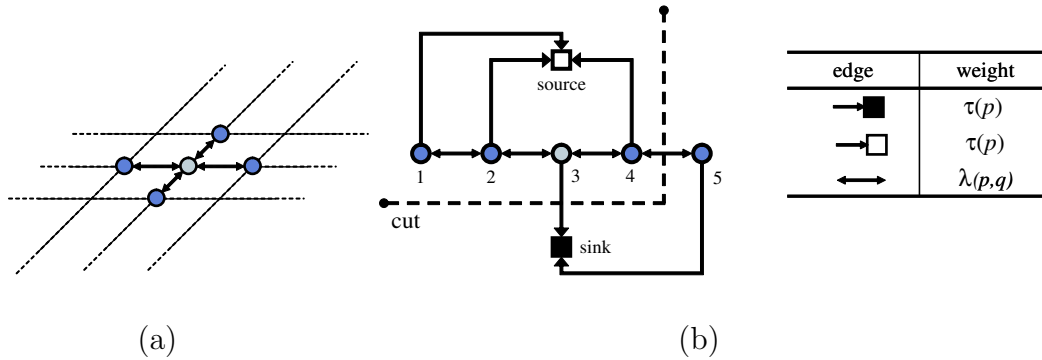 source
1 2 3 4 5
cut
sink
edge weight
τ(p)
τ(p)
λ(p,q)
(a) (b)